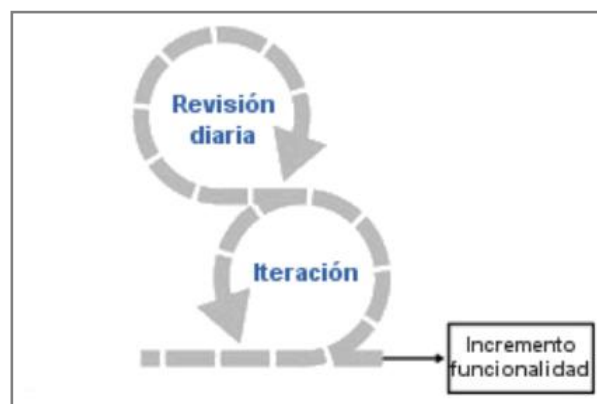 Revisión
diaria
Iteración
Incremento
funcionalidad